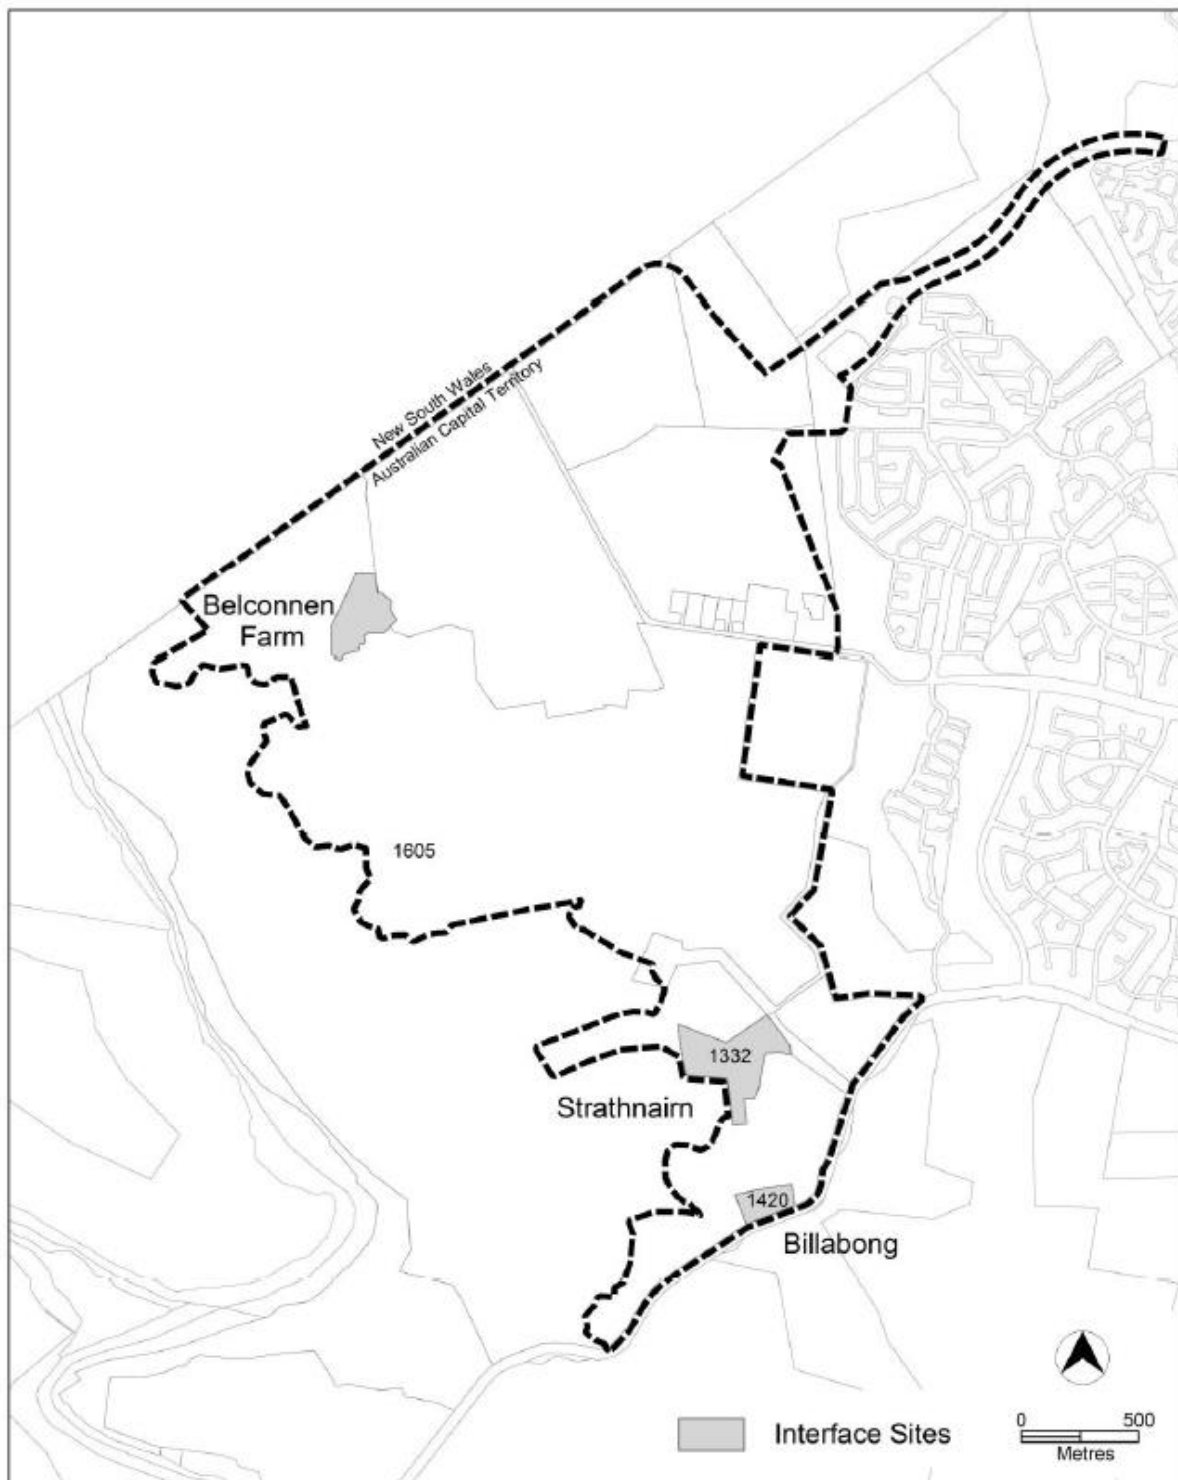 New South Wales
Australian Capital Territory
Belconnen
Farm
1605
1332
Strathnairn
1420
Billabong
Interface Sites
0 500
Metres